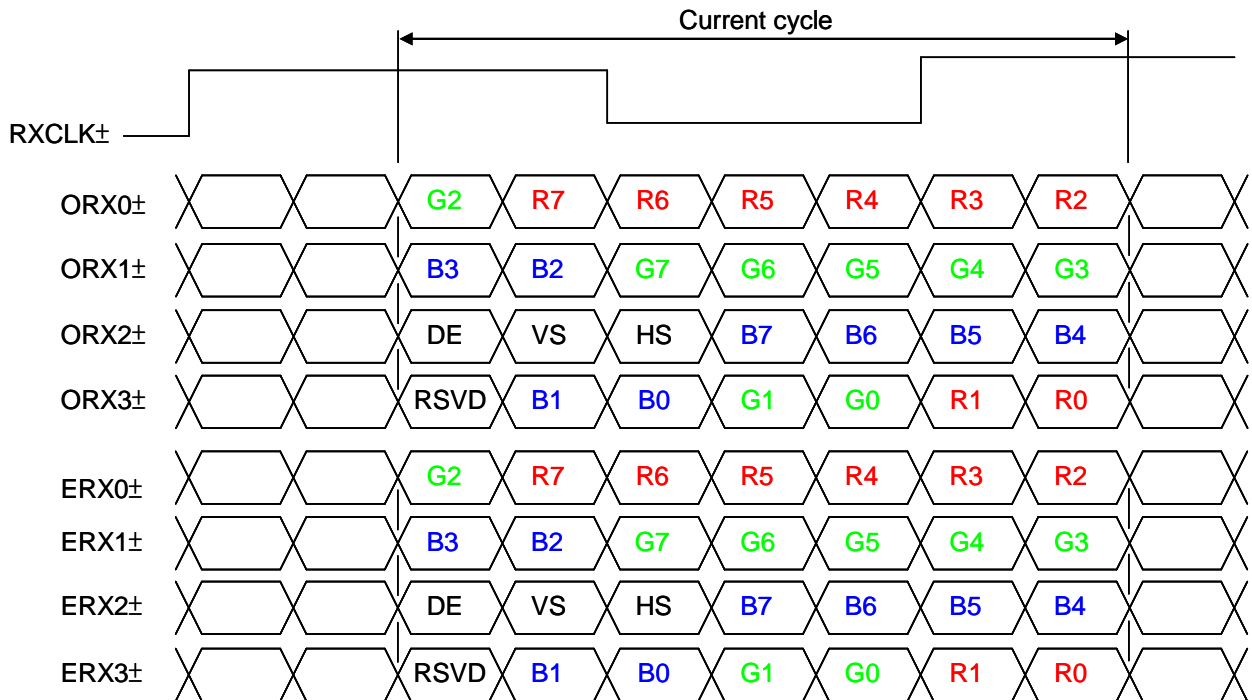 Current cycle
RXCLK±
ORX0± G2 R7 R6 R5 R4 R3 R2
ORX1± B3 B2 G7 G6 G5 G4 G3
ORX2± DE VS HS B7 B6 B5 B4
ORX3± RSVD B1 B0 G1 G0 R1 R0
ERX0± G2 R7 R6 R5 R4 R3 R2
ERX1± B3 B2 G7 G6 G5 G4 G3
ERX2± DE VS HS B7 B6 B5 B4
ERX3± RSVD B1 B0 G1 G0 R1 R0